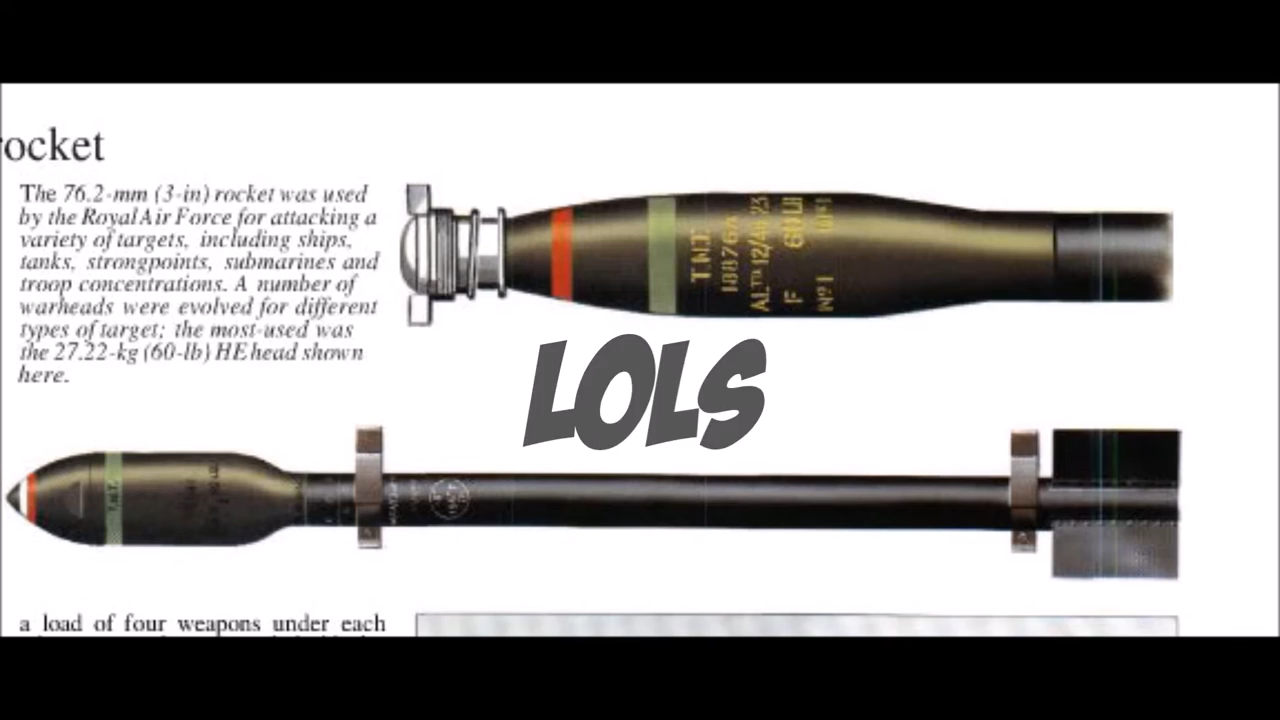 rocket
The 76.2-mm (3-in) rocket was used
by the Royal Air Force for attacking a
variety of targets, including ships,
tanks, strongpoints, submarines and
troop concentrations. A number of
warheads were evolved for different
types of target; the most-used was
the 27.22-kg (60-lb) HE head shown
here.
T.N.T.
F
Nº1
LOLS
T.N.T.
a load of four weapons under each